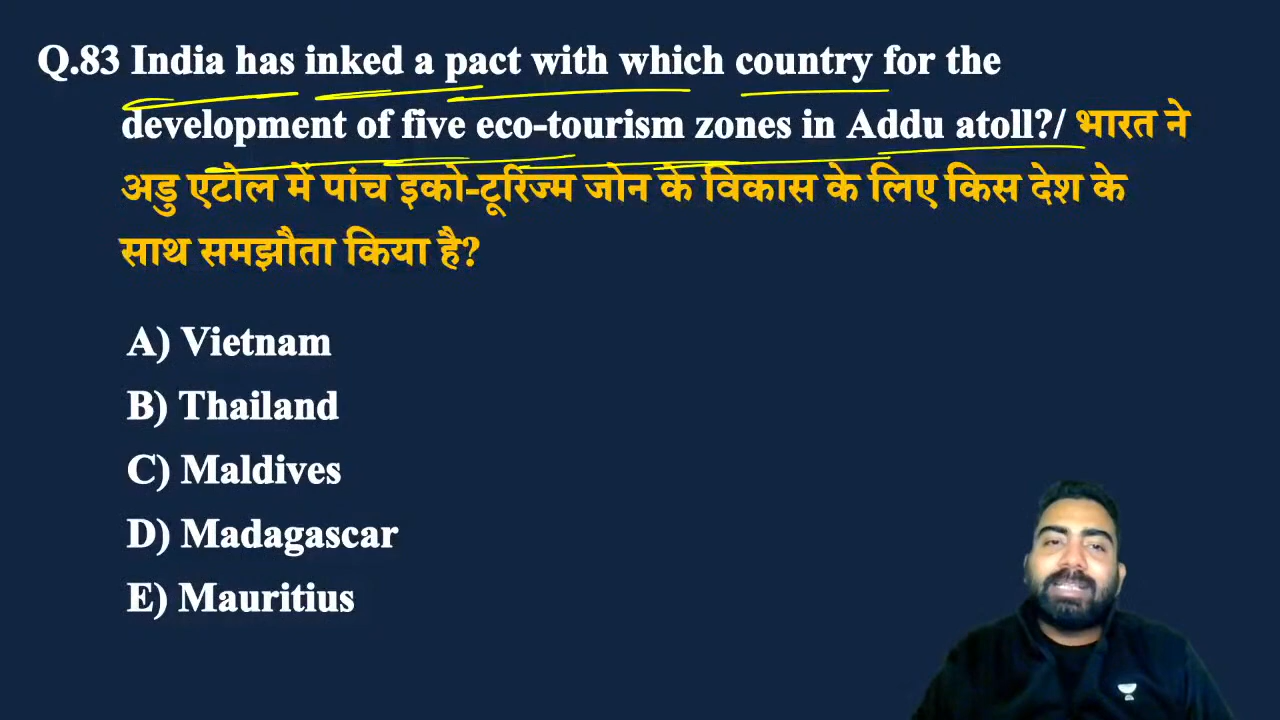 Q.83 India has inked a pact with which country for the
development of five eco-tourism zones in Addu atoll?/ भारत ने
अडु एटोल में पांच इको-टूरिज्म जोन के विकास के लिए किस देश के
साथ समझौता किया है?
A) Vietnam
B) Thailand
C) Maldives
D) Madagascar
E) Mauritius